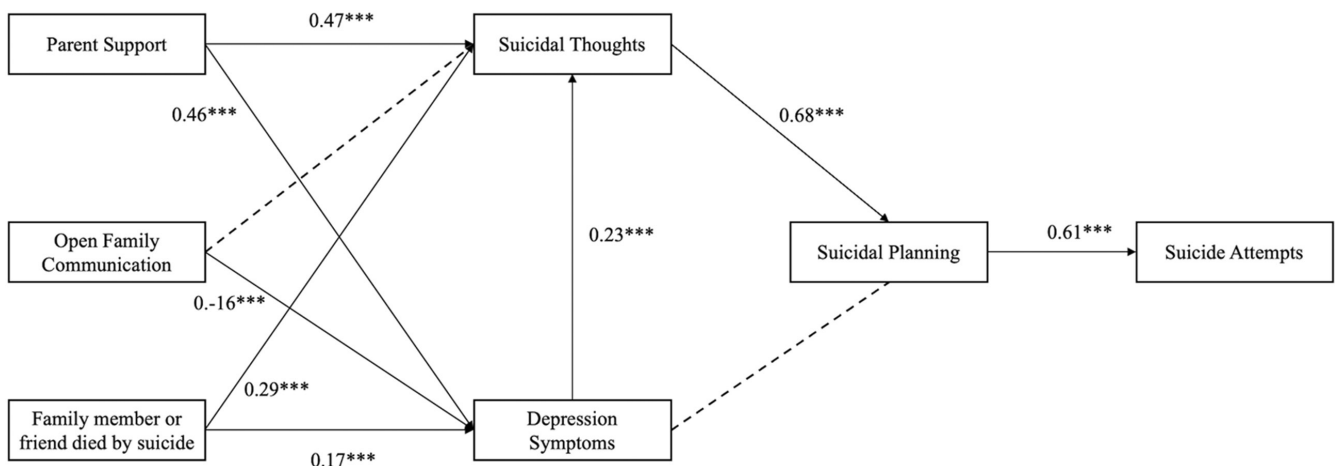 0.47***
Parent Support
Suicidal Thoughts
0.46***
0.68***
Open Family
Communication
0.23***
Suicidal Planning
0.61***
Suicide Attempts
0.-16***
0.29***
Family member or
friend died by suicide
Depression
Symptoms
0.17***